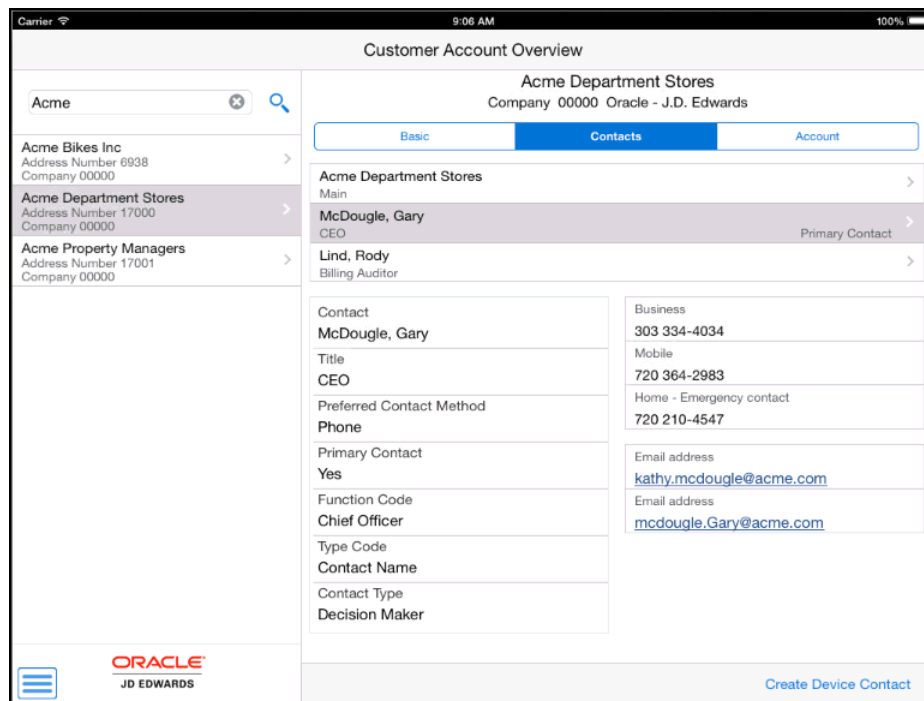 Carrier
9:06 AM
100%
Customer Account Overview
Acme
Acme Bikes Inc
Address Number 6938
Company 00000
Acme Department Stores
Address Number 17000
Company 00000
Acme Property Managers
Address Number 17001
Company 00000
ORACLE
JD EDWARDS
Acme Department Stores
Company 00000 Oracle - J.D. Edwards
Basic Contacts Account
Acme Department Stores
Main
McDougle, Gary
CEO Primary Contact
Lind, Rody
Billing Auditor
Contact
McDougle, Gary
Title
CEO
Preferred Contact Method
Phone
Primary Contact
Yes
Function Code
Chief Officer
Type Code
Contact Name
Contact Type
Decision Maker
Business
303 334-4034
Mobile
720 364-2983
Home - Emergency contact
720 210-4547
Email address
kathy.mcdougle@acme.com
Email address
mcdougle.Gary@acme.com
Create Device Contact